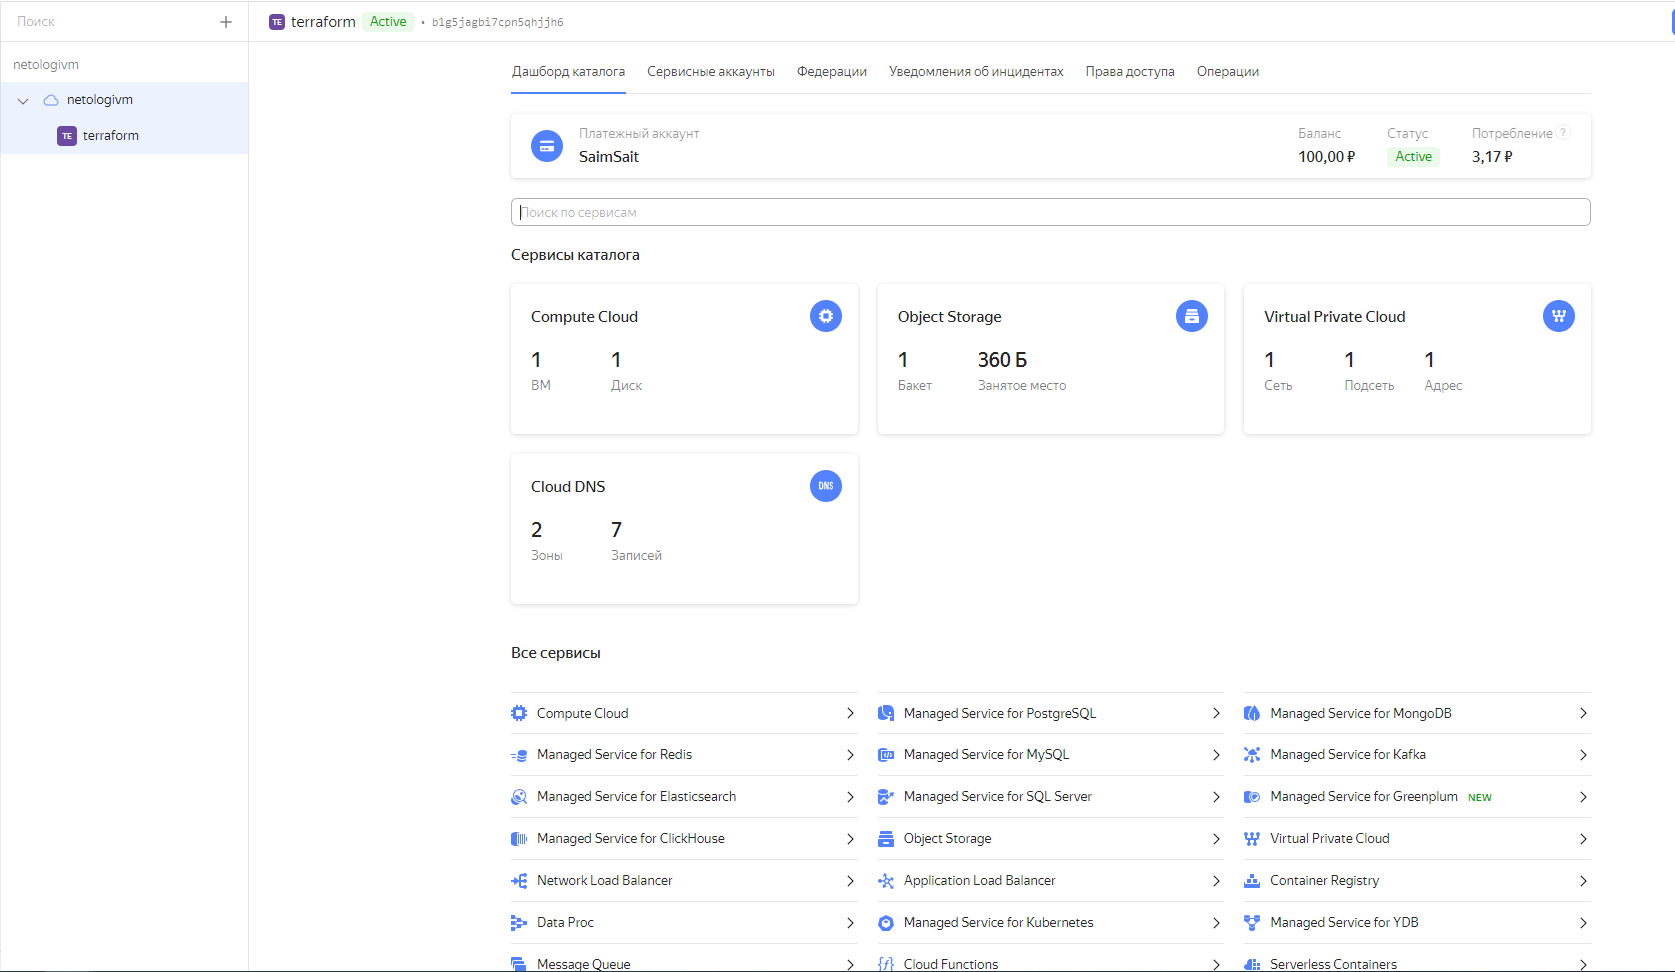 Поиск
TE terraform Active • b1g5jagbi7cpn5qhjjh6
netologivm
netologivm
TE terraform
Дашборд каталога Сервисные аккаунты Федерации Уведомления об инцидентах Права доступа Операции
Платежный аккаунт
SaimSait
Баланс
100,00 ₽
Статус
Active
Потребление ?
3,17 ₽
Поиск по сервисам
Сервисы каталога
Compute Cloud
1 1
ВМ Диск
Object Storage
1 360 Б
Бакет Занятое место
Virtual Private Cloud
1 1 1
Сеть Подсеть Адрес
Cloud DNS
DNS
2 7
Зоны Записей
Все сервисы
Compute Cloud Managed Service for PostgreSQL Managed Service for MongoDB
Managed Service for Redis Managed Service for MySQL Managed Service for Kafka
Managed Service for Elasticsearch Managed Service for SQL Server Managed Service for Greenplum NEW
Managed Service for ClickHouse Object Storage Virtual Private Cloud
Network Load Balancer Application Load Balancer Container Registry
Data Proc Managed Service for Kubernetes Managed Service for YDB
Message Queue Cloud Functions Serverless Containers